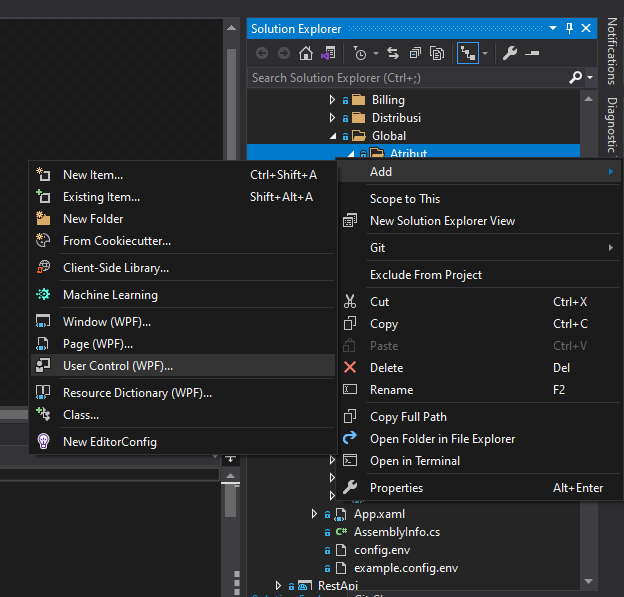 Solution Explorer
Search Solution Explorer (Ctrl+;)
Billing
Distribusi
Global
Atribut
New Item... Ctrl+Shift+A
Existing Item... Shift+Alt+A
New Folder
From Cookiecutter...
Client-Side Library...
Machine Learning
Window (WPF)...
Page (WPF)...
User Control (WPF)...
Resource Dictionary (WPF)...
Class...
New EditorConfig
Add
Scope to This
New Solution Explorer View
Git
Exclude From Project
Cut Ctrl+X
Copy Ctrl+C
Paste Ctrl+V
Delete Del
Rename F2
Copy Full Path
Open Folder in File Explorer
Open in Terminal
Properties Alt+Enter
App.xaml
C# AssemblyInfo.cs
config.env
example.config.env
RestApi
Solution Explorer
Notifications
Diagnostic